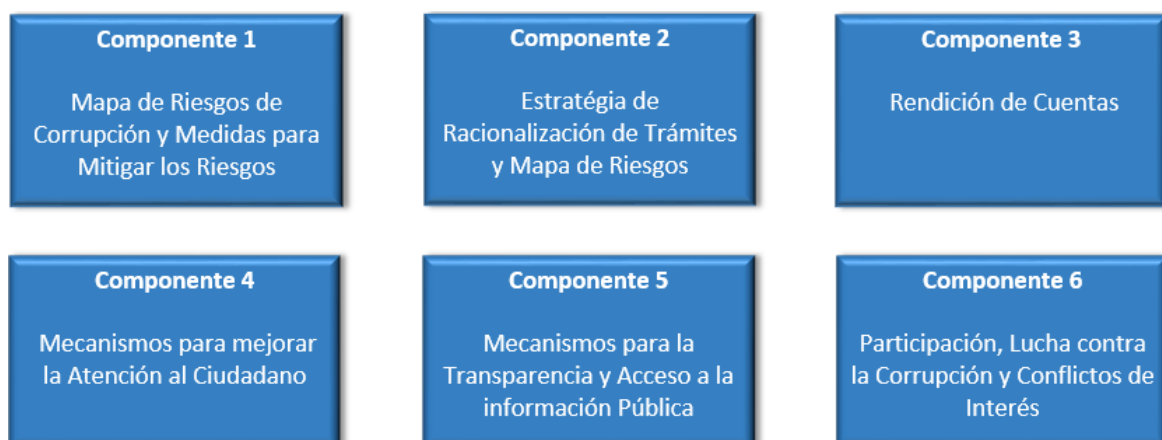 Componente 1
Mapa de Riesgos de
Corrupción y Medidas para
Mitigar los Riesgos
Componente 2
Estratégia de
Racionalización de Trámites
y Mapa de Riesgos
Componente 3
Rendición de Cuentas
Componente 4
Mecanismos para mejorar
la Atención al Ciudadano
Componente 5
Mecanismos para la
Transparencia y Acceso a la
información Pública
Componente 6
Participación, Lucha contra
la Corrupción y Conflictos de
Interés